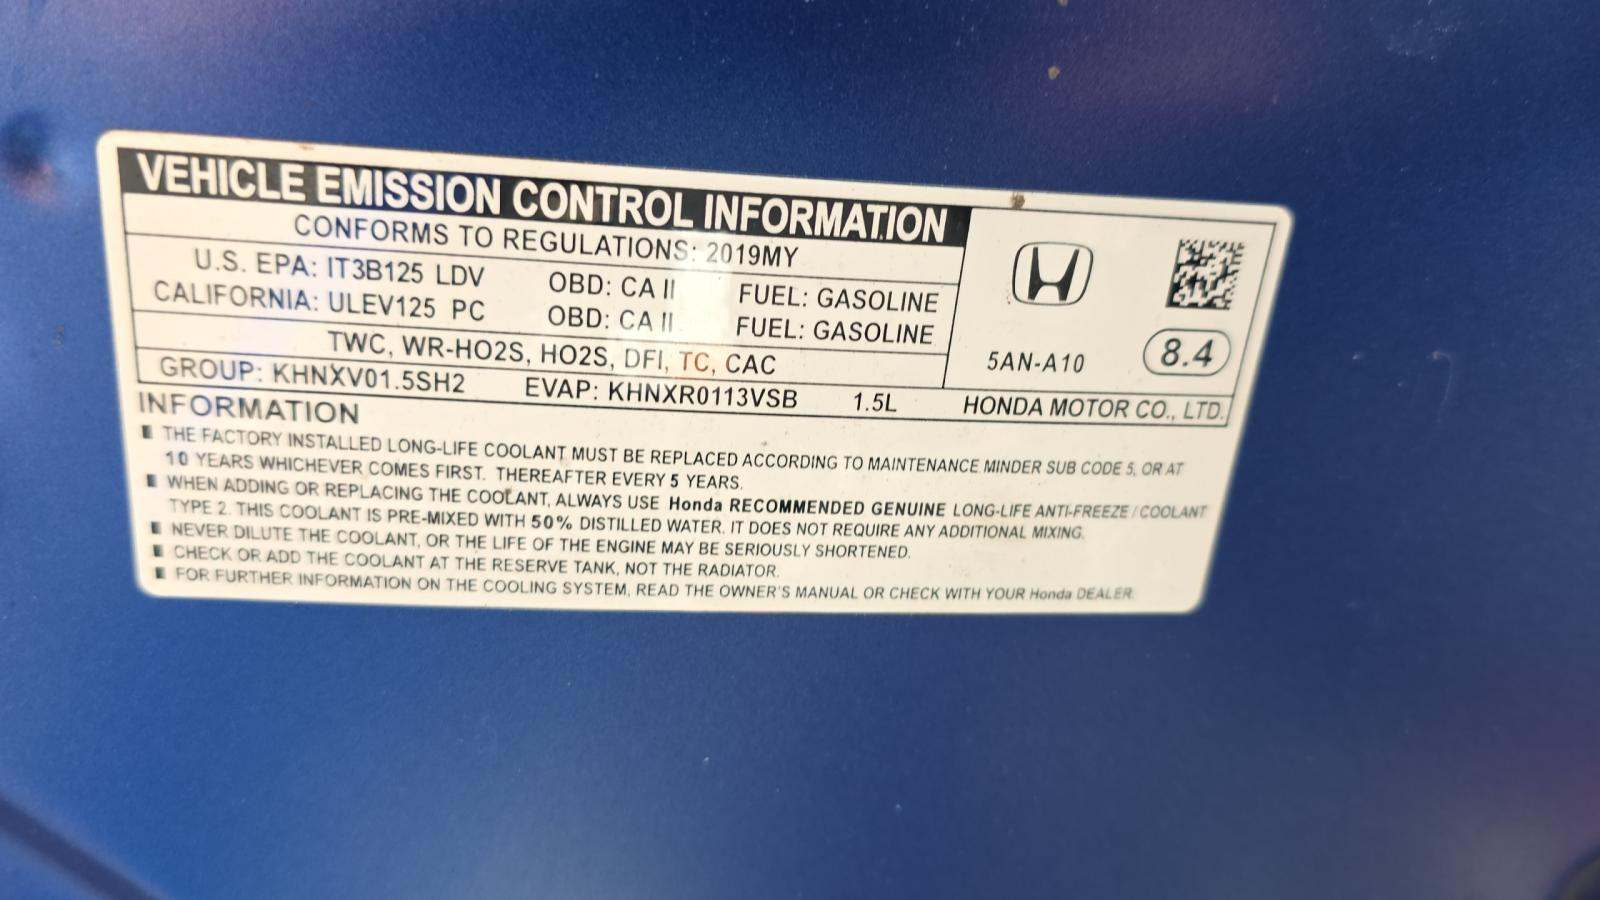 VEHICLE EMISSION CONTROL INFORMATION
CONFORMS TO REGULATIONS: 2019MY
U.S. EPA: IT3B125 LDV OBD: CA II FUEL: GASOLINE
CALIFORNIA: ULEV125 PC OBD: CA II FUEL: GASOLINE
TWC, WR-HO2S, HO2S, DFI, TC, CAC
5AN-A10 8.4
GROUP: KHNXV01.5SH2 EVAP: KHNXR0113VSB 1.5L HONDA MOTOR CO., LTD.
INFORMATION
THE FACTORY INSTALLED LONG-LIFE COOLANT MUST BE REPLACED ACCORDING TO MAINTENANCE MINDER SUB CODE 5, OR AT
10 YEARS WHICHEVER COMES FIRST. THEREAFTER EVERY 5 YEARS.
WHEN ADDING OR REPLACING THE COOLANT, ALWAYS USE Honda RECOMMENDED GENUINE LONG-LIFE ANTI-FREEZE / COOLANT
TYPE 2. THIS COOLANT IS PRE-MIXED WITH 50% DISTILLED WATER. IT DOES NOT REQUIRE ANY ADDITIONAL MIXING.
NEVER DILUTE THE COOLANT, OR THE LIFE OF THE ENGINE MAY BE SERIOUSLY SHORTENED.
CHECK OR ADD THE COOLANT AT THE RESERVE TANK, NOT THE RADIATOR.
FOR FURTHER INFORMATION ON THE COOLING SYSTEM, READ THE OWNER'S MANUAL OR CHECK WITH YOUR Honda DEALER.